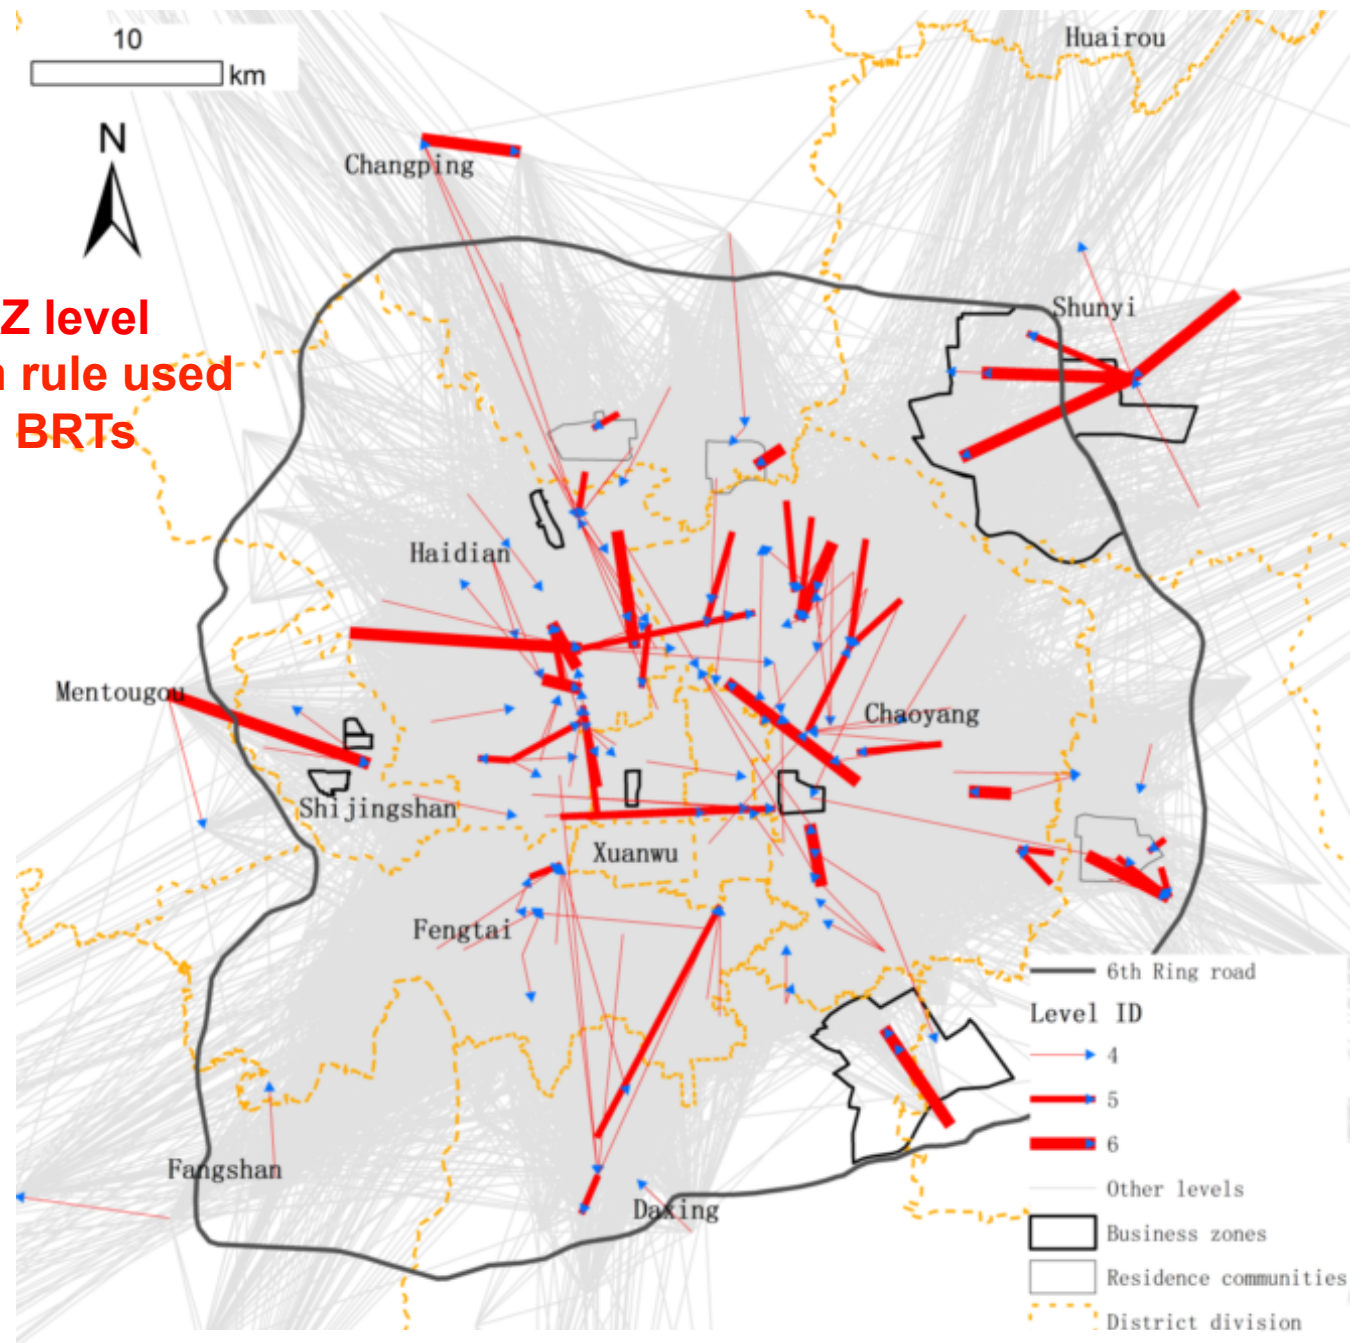 10
km
N
Huairou
Changping
Z level
rule used
BRTs
Shunyi
Haidian
Mentougou
Chaoyang
Shijingshan
Xuanwu
Fengtai
Fangshan
Daxing
6th Ring road
Level ID
4
5
6
Other levels
Business zones
Residence communities
District division